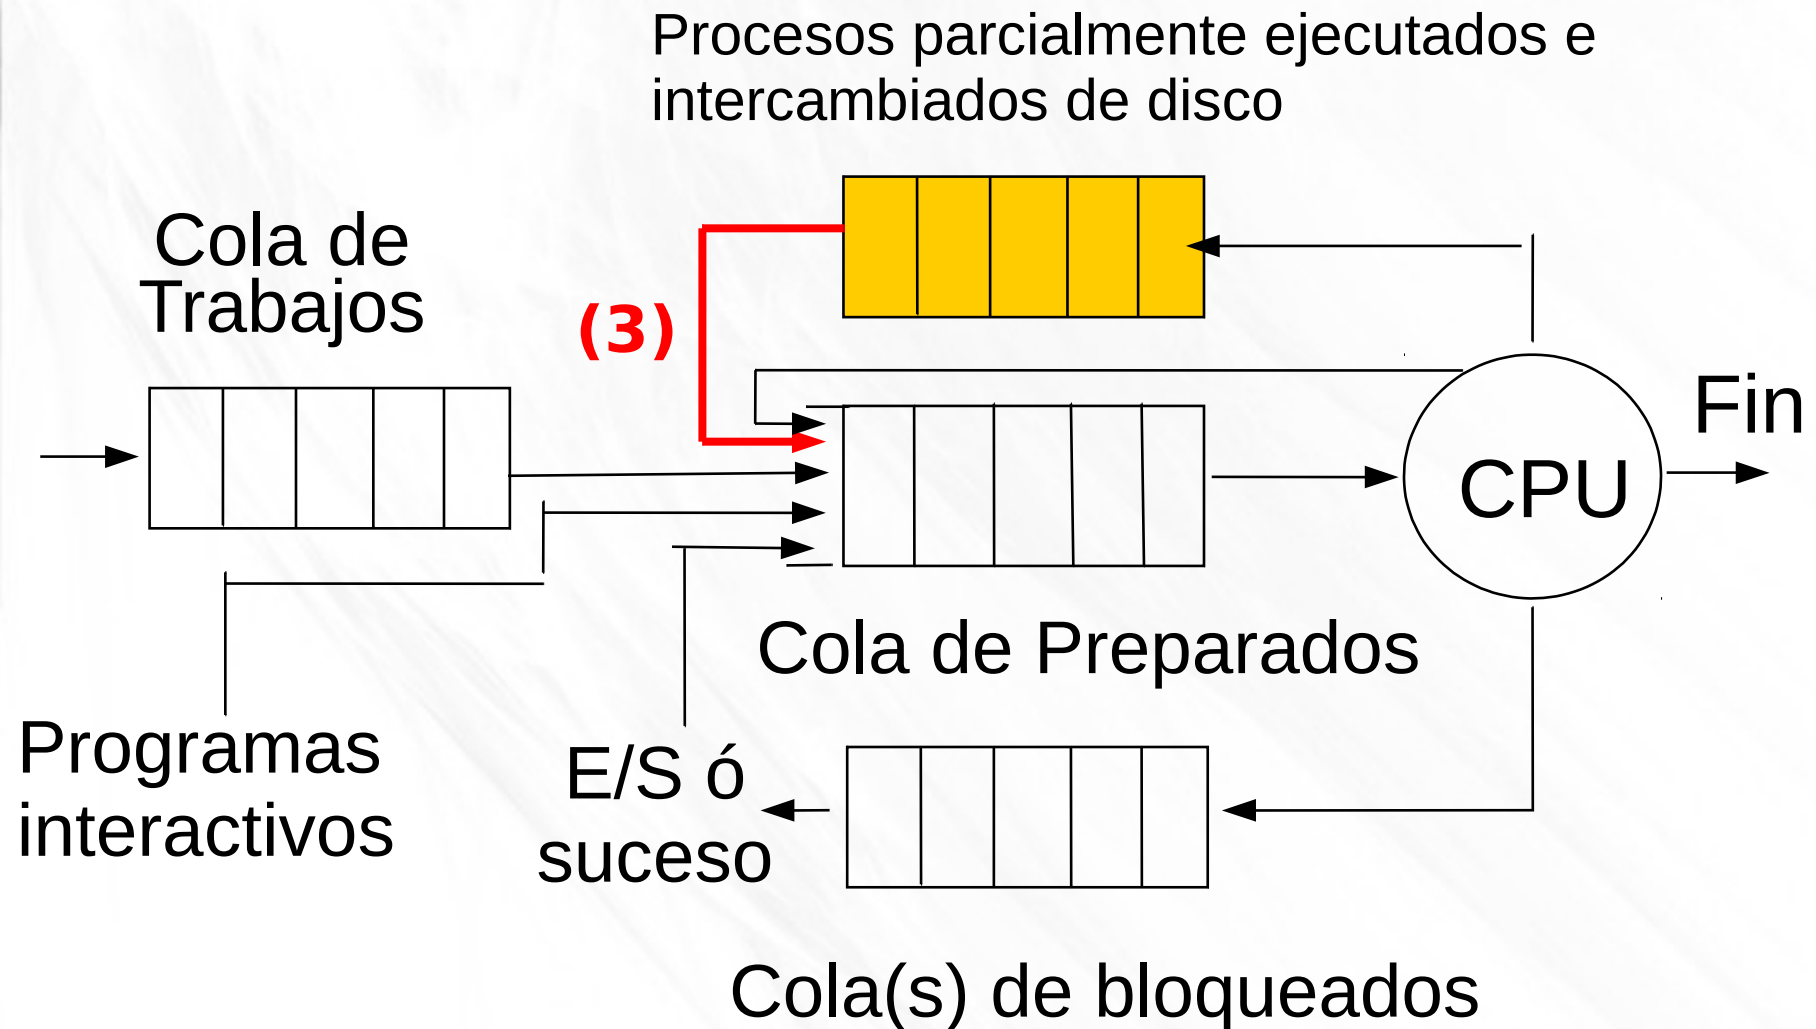 Procesos parcialmente ejecutados e
intercambiados de disco
Cola de
Trabajos
(3)
Fin
CPU
Cola de Preparados
Programas
interactivos
E/S ó
suceso
Cola(s) de bloqueados